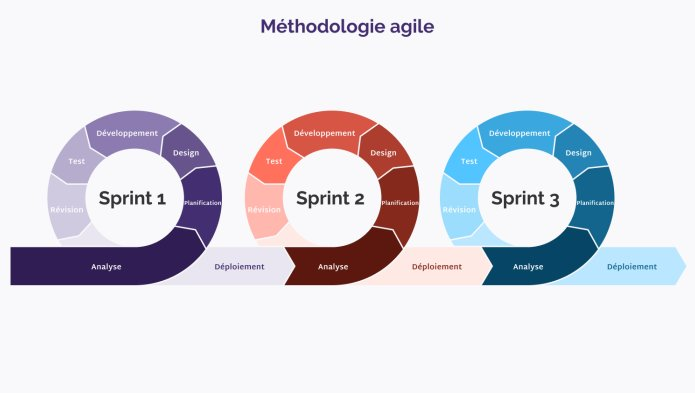 Méthodologie agile
Développement
Test
Design
Sprint 1
Révision
Planification
Analyse
Déploiement
Développement
Test
Design
Sprint 2
Révision
Planification
Analyse
Déploiement
Développement
Test
Design
Sprint 3
Révision
Planification
Analyse
Déploiement